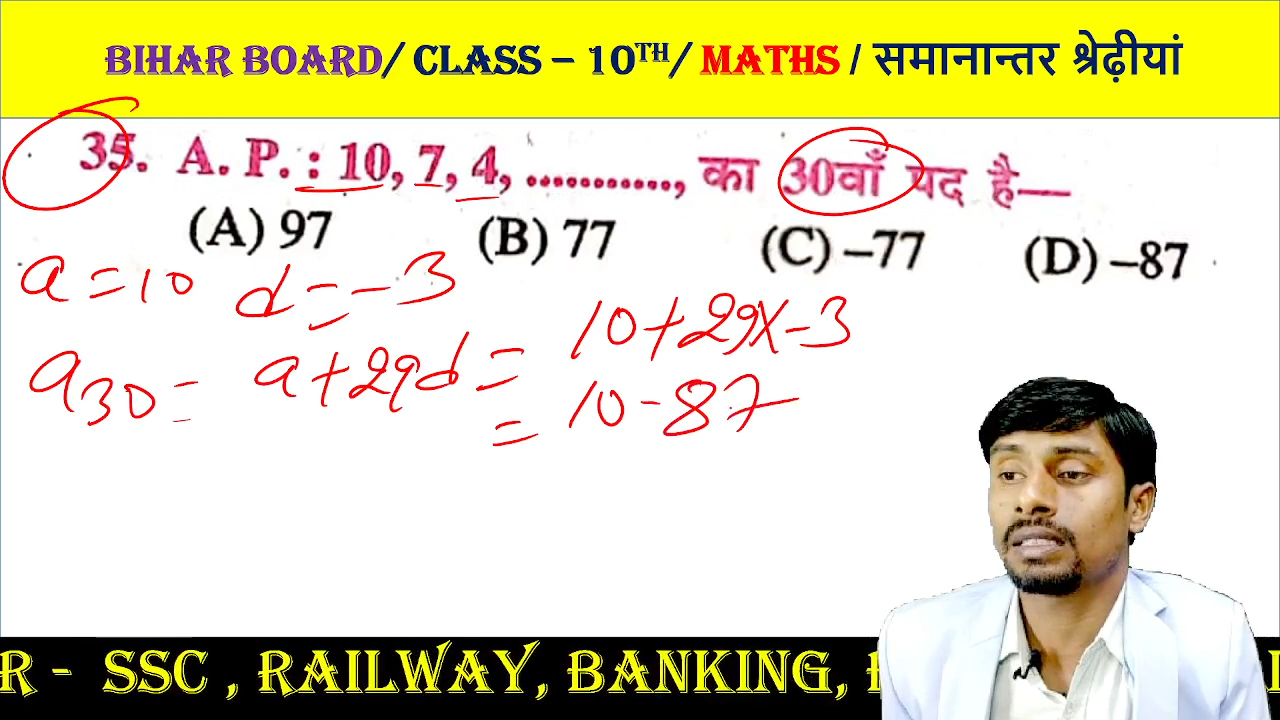 BIHAR BOARD/ CLASS – 10TH/ MATHS / समानान्तर श्रेढ़ीयां
35. A. P. : 10, 7, 4, ............, का 30वाँ पद है—
(A) 97 (B) 77 (C) –77 (D) –87
a = 10 d = -3
a30 = a + 29d = 10 + 29x-3
= 10 - 87
R - SSC , RAILWAY, BANKING,